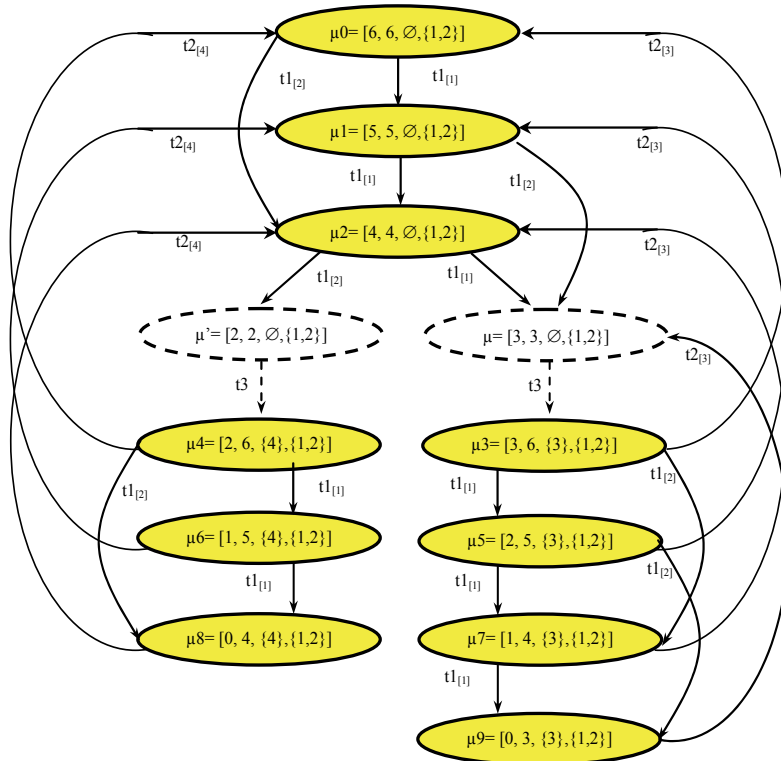 µ0= [6, 6, ∅,{1,2}]
t2[4]
t2[3]
t1[2]
t1[1]
µ1= [5, 5, ∅,{1,2}]
t2[4]
t2[3]
t1[1]
t1[2]
µ2= [4, 4, ∅,{1,2}]
t2[4]
t2[3]
t1[2]
t1[1]
µ'= [2, 2, ∅,{1,2}]
µ= [3, 3, ∅,{1,2}]
t2[3]
t3
t3
µ4= [2, 6, {4},{1,2}]
µ3= [3, 6, {3},{1,2}]
t1[2]
t1[1]
t1[1]
t1[2]
µ6= [1, 5, {4},{1,2}]
µ5= [2, 5, {3},{1,2}]
t1[1]
t1[1]
t1[2]
µ8= [0, 4, {4},{1,2}]
µ7= [1, 4, {3},{1,2}]
t1[1]
µ9= [0, 3, {3},{1,2}]